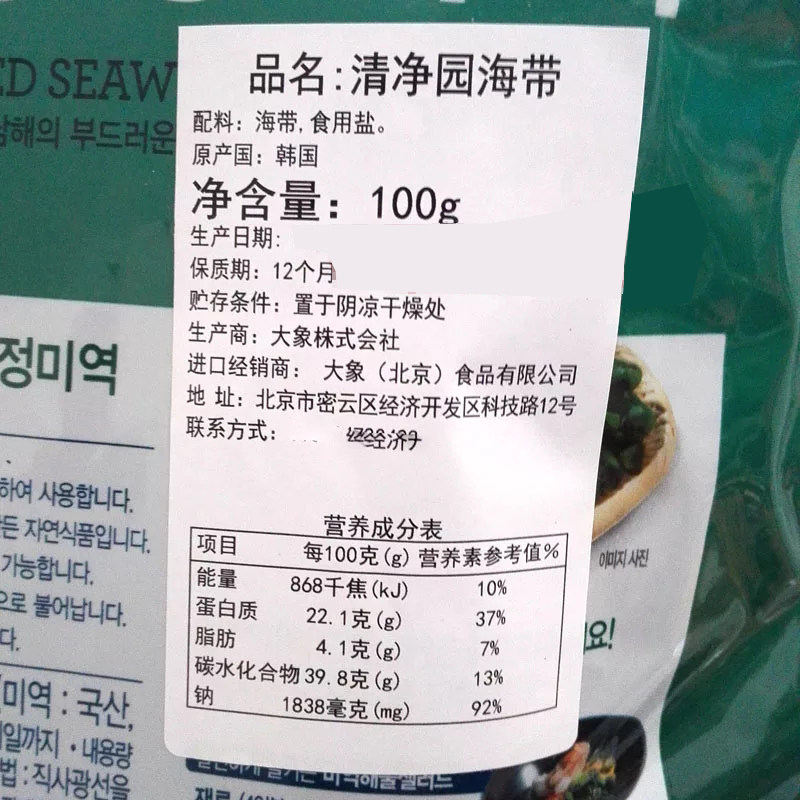 ED SEAW
남해의 부드러운
品名:清净园海带
配料：海带,食用盐。
原产国：韩国
净含量：100g
生产日期:
保质期：12个月
贮存条件：置于阴凉干燥处
生产商：大象株式会社
进口经销商： 大象（北京）食品有限公司
地 址：北京市密云区经济开发区科技路12号
联系方式：
정미역
하여 사용합니다.
든 자연식품입니다.
가능합니다.
으로 불어납니다.
다.
미역 : 국산,
일까지 • 내용량
법 : 직사광선을
营养成分表
项目 每100克(g) 营养素参考值%
能量 868千焦(kJ) 10%
蛋白质 22.1克(g) 37%
脂肪 4.1克(g) 7%
碳水化合物 39.8克(g) 13%
钠 1838毫克(mg) 92%
이미지 사진
요!